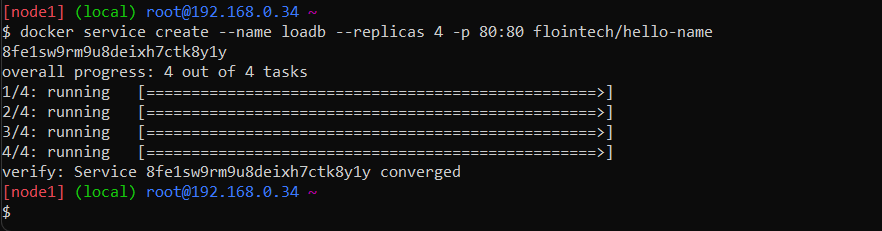 [node1] (local) root@192.168.0.34 ~
$ docker service create --name loadb --replicas 4 -p 80:80 flointech/hello-name
8fe1sw9rm9u8deixh7ctk8y1y
overall progress: 4 out of 4 tasks
1/4: running   [==================================================>]
2/4: running   [==================================================>]
3/4: running   [==================================================>]
4/4: running   [==================================================>]
verify: Service 8fe1sw9rm9u8deixh7ctk8y1y converged
[node1] (local) root@192.168.0.34 ~
$